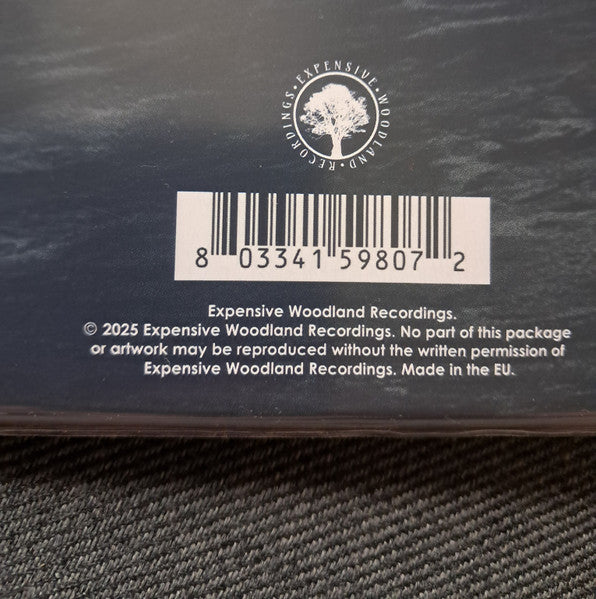 ·EXPENSIVE·WOODLAND·RECORDINGS
8 03341 59807 2
Expensive Woodland Recordings.
© 2025 Expensive Woodland Recordings. No part of this package
or artwork may be reproduced without the written permission of
Expensive Woodland Recordings. Made in the EU.